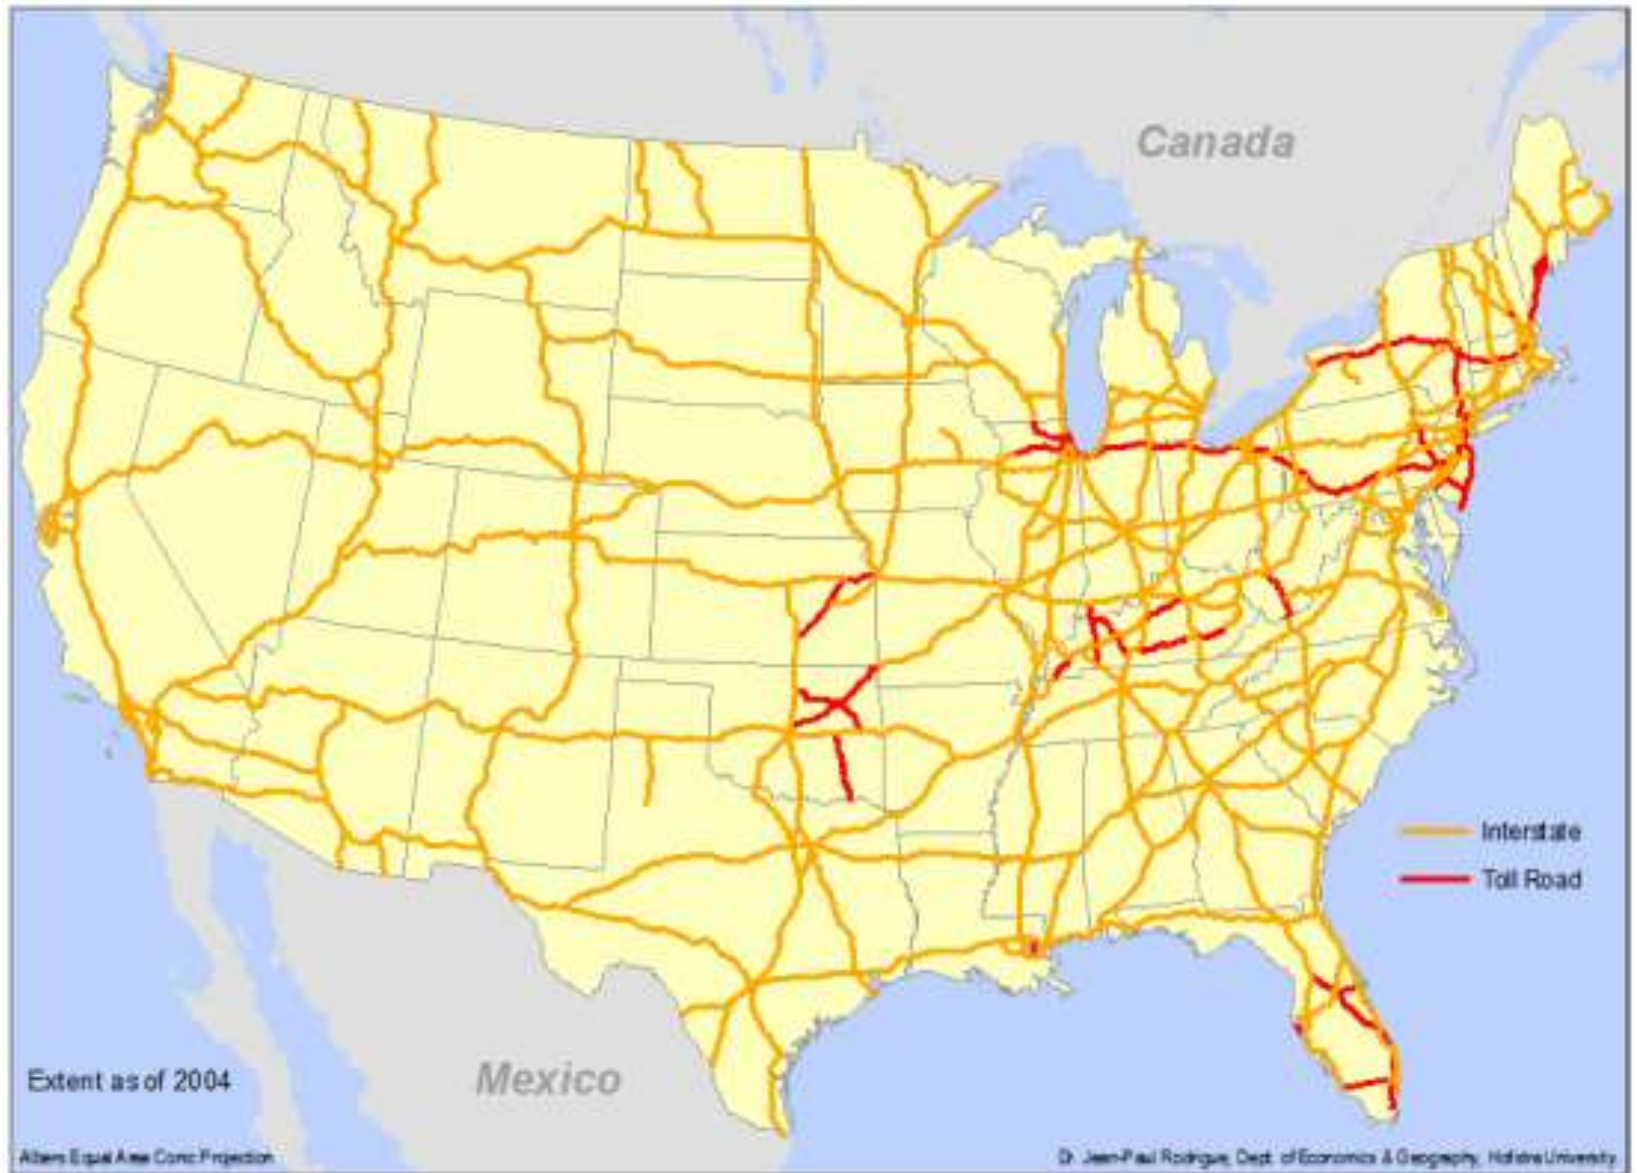 Canada
Interstate
Toll Road
Mexico
Extent as of 2004
Albers Equal Area Conic Projection
Dr. Jean-Paul Rodrigue, Dept. of Economics & Geography, Hofstra University